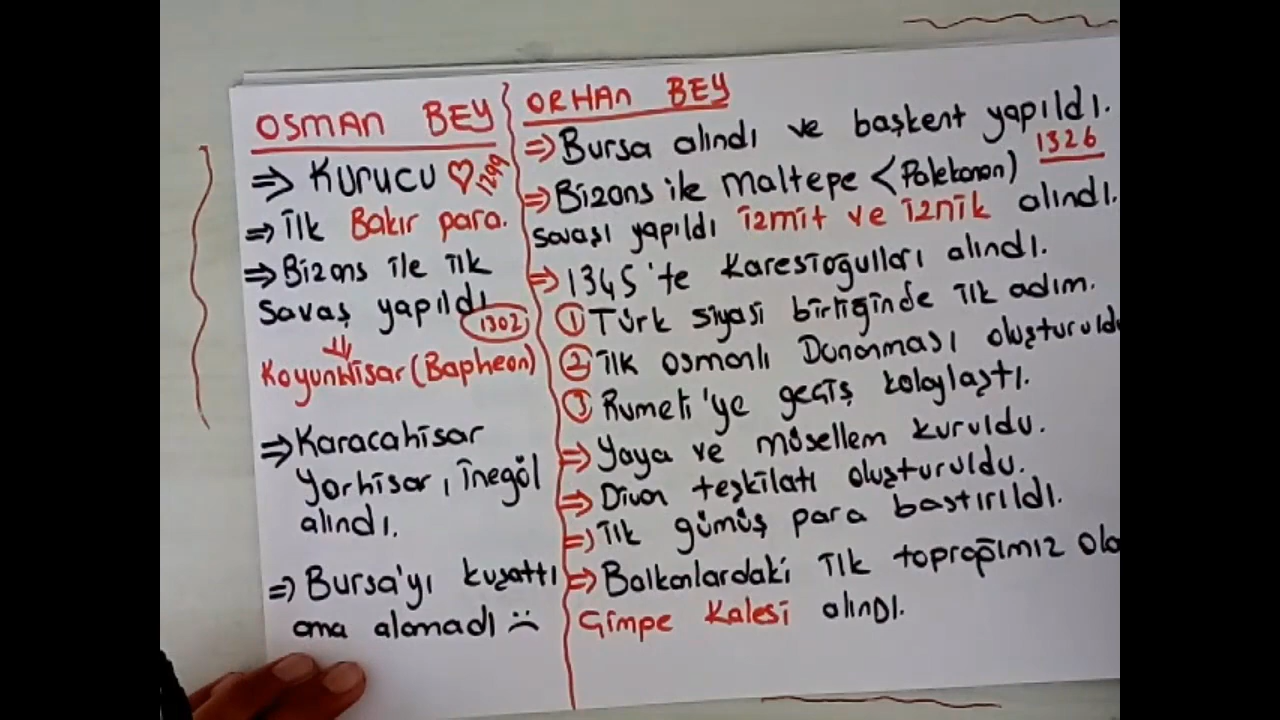 OSMAN BEY
⇒ Kurucu ♡ 1299
⇒ İlk Bakır para.
⇒ Bizans ile ilk
savaş yapıldı
1302
Koyunhisar (Bapheon)
⇒ Karacahisar
Yarhisar, İnegöl
alındı.
⇒ Bursa'yı kuşattı
ama alamadı :(
ORHAN BEY
⇒ Bursa alındı ve başkent yapıldı.
1326
⇒ Bizans ile Maltepe (Palekanon)
savaşı yapıldı İzmit ve İznik alındı.
⇒ 1345'te Karesioğulları alındı.
① Türk siyasi birliğinde ilk adım.
② İlk Osmanlı Donanması oluşturuld
③ Rumeli'ye geçiş kolaylaştı.
⇒ Yaya ve müsellem kuruldu.
⇒ Divan teşkilatı oluşturuldu.
⇒ İlk gümüş para bastırıldı.
⇒ Balkanlardaki ilk toprağımız ola
Çimpe Kalesi alındı.